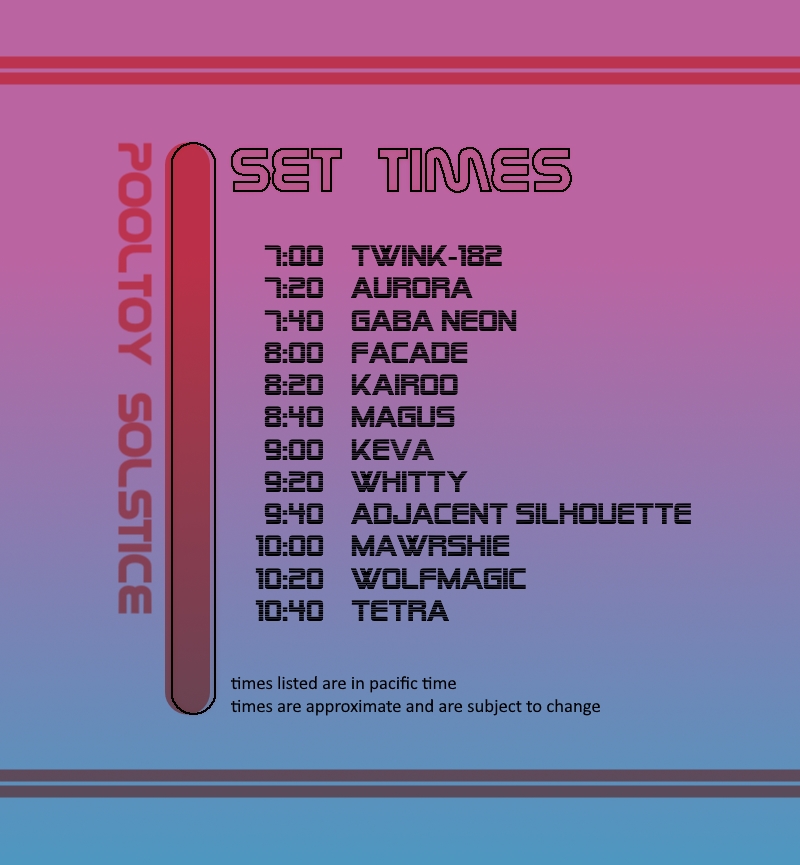 POOLTOY SOLSTICE
SET TIMES
7:00 TWINK-182
7:20 AURORA
7:40 GABA NEON
8:00 FACADE
8:20 KAIROO
8:40 MAGUS
9:00 KEVA
9:20 WHITTY
9:40 ADJACENT SILHOUETTE
10:00 MAWRSHIE
10:20 WOLFMAGIC
10:40 TETRA
times listed are in pacific time
times are approximate and are subject to change